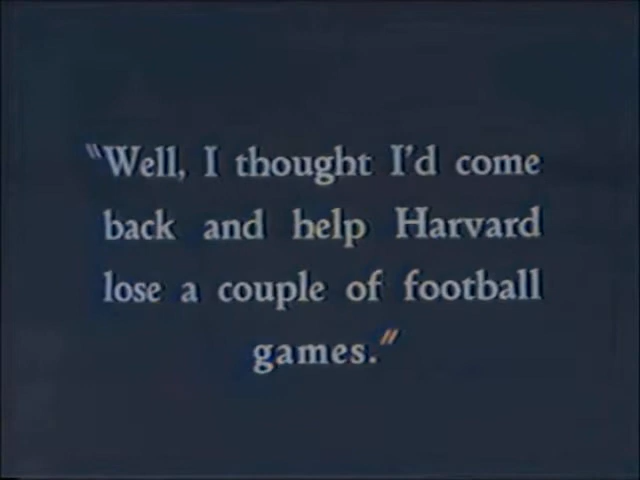 "Well, I thought I'd come
back and help Harvard
lose a couple of football
games."